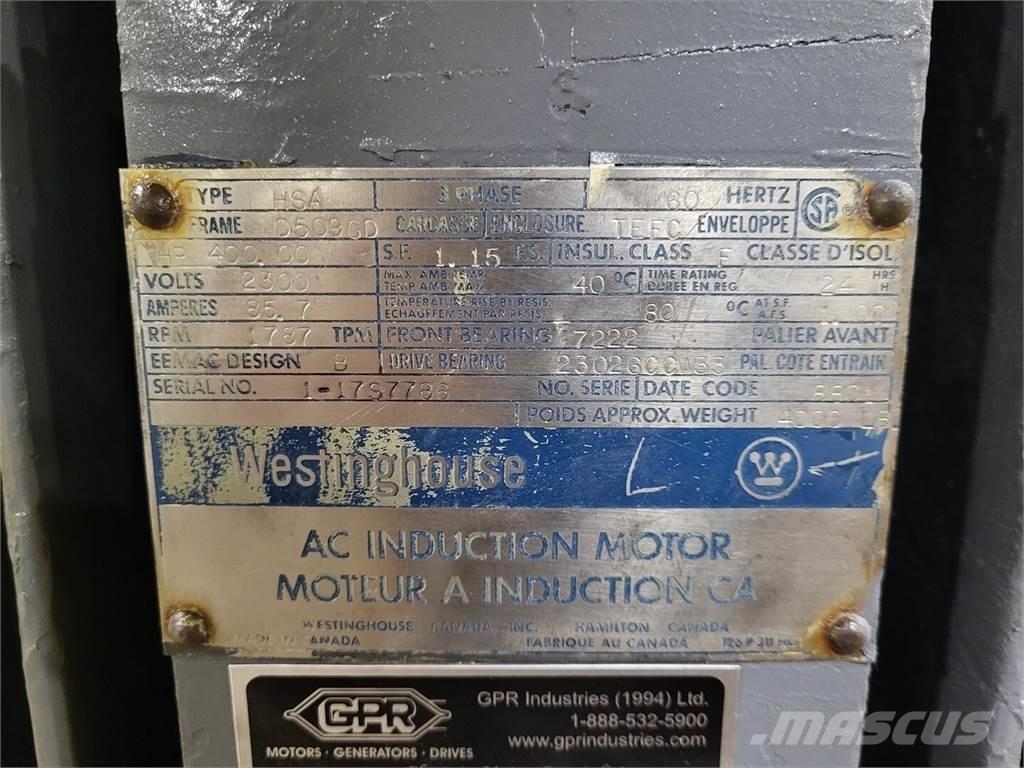 TYPE HSA 3 PHASE 60 HERTZ
FRAME CARCASSE ENCLOSURE TEFC ENVELOPPE
HP 400.00 S.F. 1.15 F.S. INSUL. CLASS F CLASSE D'ISOL.
VOLTS 2300 MAX. AMB. TEMP. TEMP. AMB. MAX. 40 °C TIME RATING DUREE EN REG. 24 HRS H
AMPERES 85.7 TEMPERATURE RISE BY RESIS. ECHAUFFEMENT PAR RESIS. 80 °C AT S.F. A F.S.
RPM 1787 TPM FRONT BEARING 7222 PALIER AVANT
EEMAC DESIGN B DRIVE BEARING PAL. COTE ENTRAIN
SERIAL NO. 1-17S7786 NO. SERIE DATE CODE
POIDS APPROX. WEIGHT 4000 LB
Westinghouse L W
AC INDUCTION MOTOR
MOTEUR A INDUCTION CA
WESTINGHOUSE CANADA INC. HAMILTON CANADA
MADE IN CANADA FABRIQUE AU CANADA
GPR
MOTORS · GENERATORS · DRIVES
GPR Industries (1994) Ltd.
1-888-532-5900
www.gprindustries.com
MASCUS